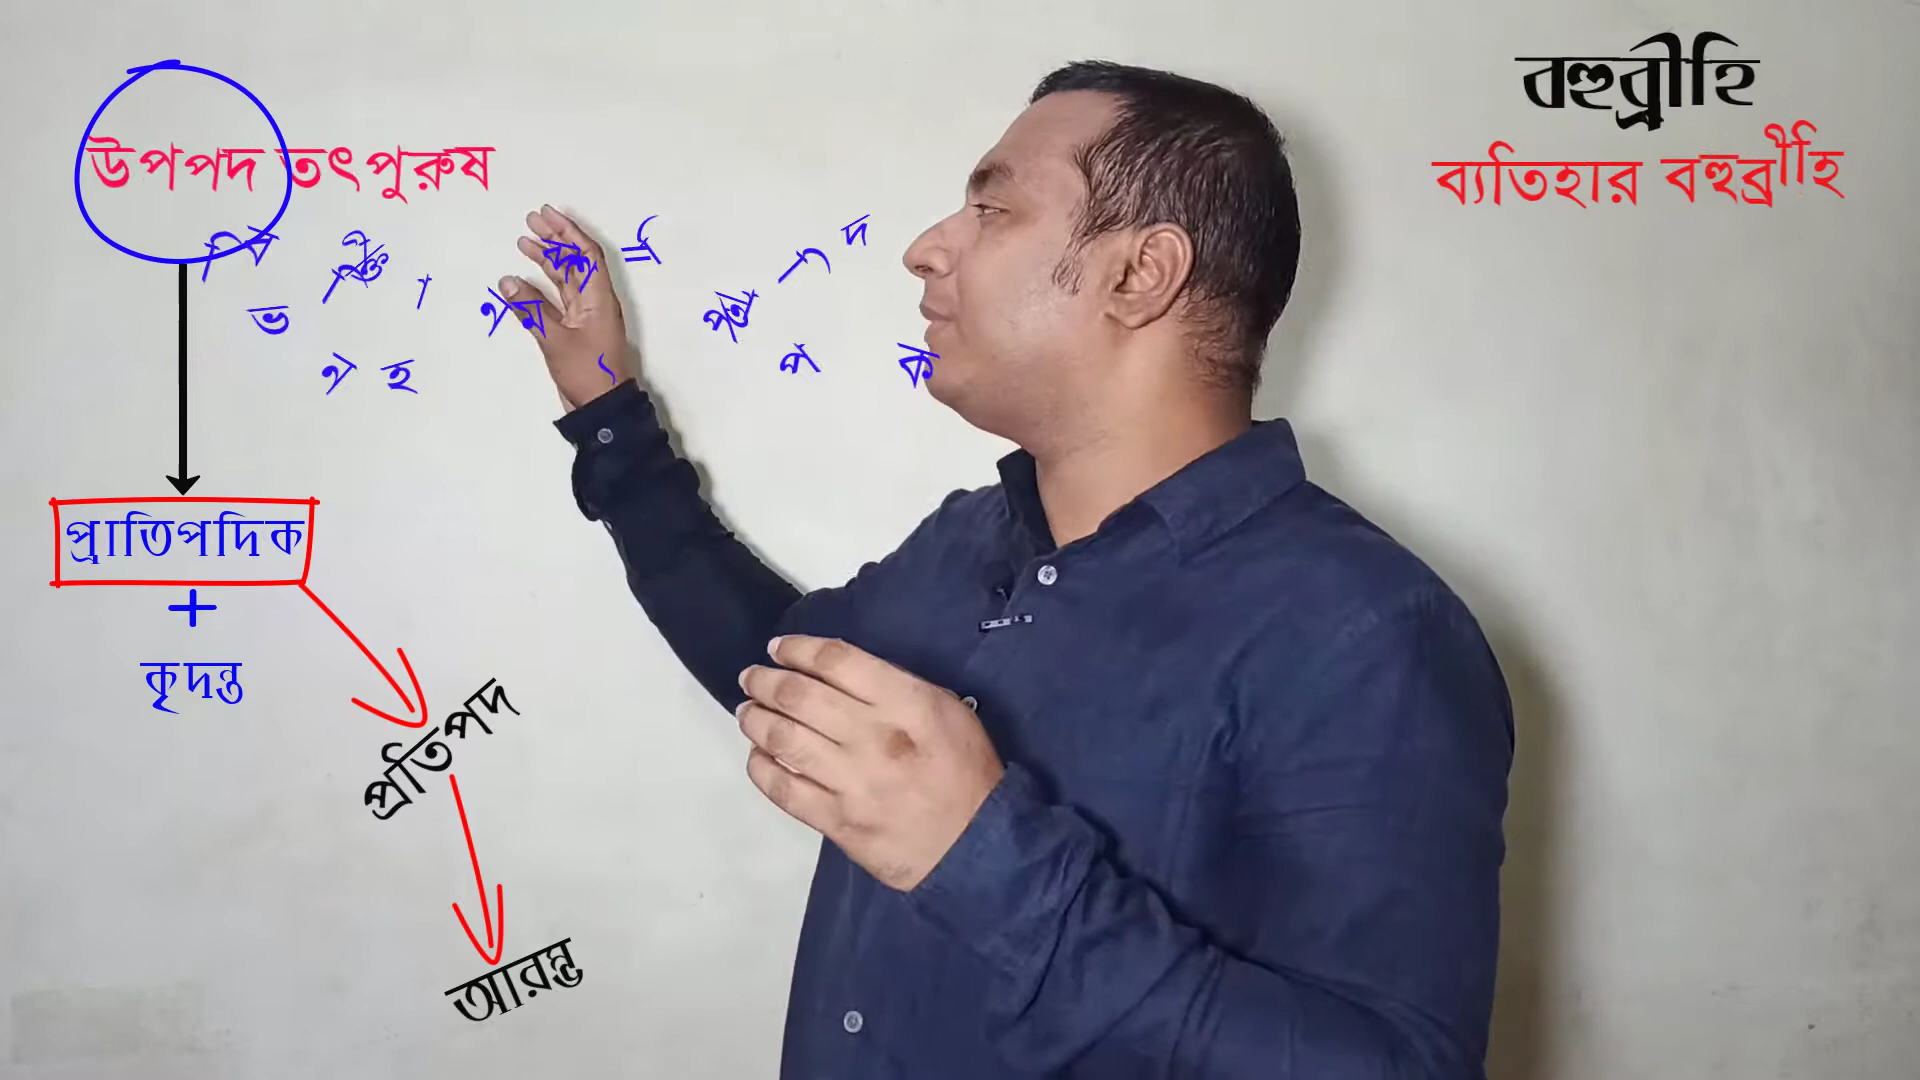 উপপদ তৎপুরুষ
প্রাতিপদিক
+
কৃদন্ত
প্রতিপদ
আরম্ভ
বহুব্রীহি
ব্যতিহার বহুব্রীহি